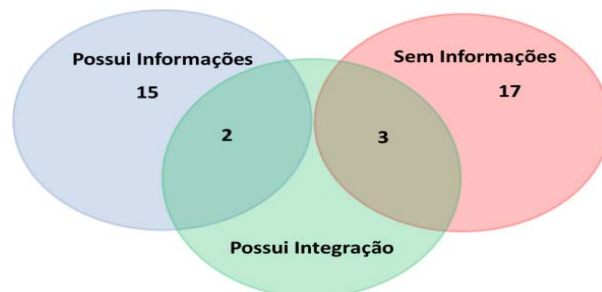 Possui Informações
15
Sem Informações
17
2
3
Possui Integração